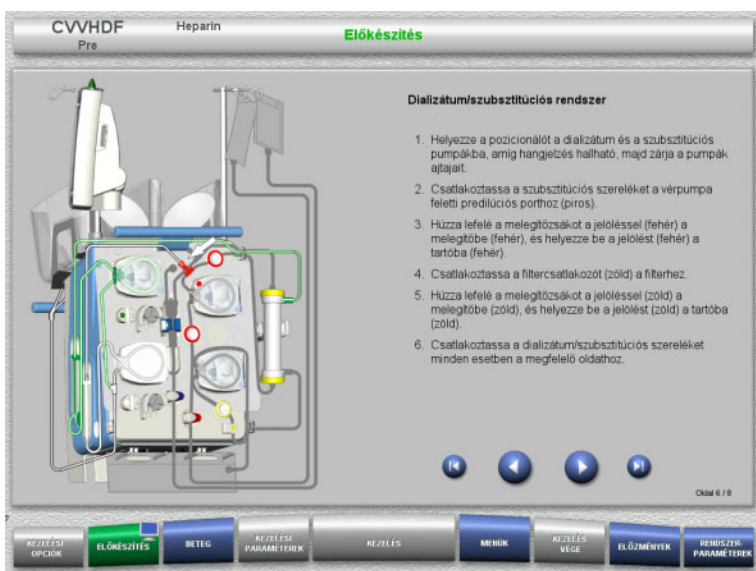 CVVHDF Heparin
Pre
Előkészítés
Dializátum/szubsztitúciós rendszer
1. Helyezze a pozicionálót a dializátum és a szubsztitúciós
pumpákba, amíg hangjelzés hallható, majd zárja a pumpák
ajtajait.
2. Csatlakoztassa a szubsztitúciós szereléket a vérpumpa
feletti predilúciós porthoz (piros).
3. Húzza lefelé a melegítőzsákot a jelöléssel (fehér) a
melegítőbe (fehér), és helyezze be a jelölést (fehér) a
tartóba (fehér).
4. Csatlakoztassa a filtercsatlakozót (zöld) a filterhez.
5. Húzza lefelé a melegítőzsákot a jelöléssel (zöld) a
melegítőbe (zöld), és helyezze be a jelölést (zöld) a tartóba
(zöld).
6. Csatlakoztassa a dializátum/szubsztitúciós szereléket
minden esetben a megfelelő oldathoz.
Oldal 6 / 8
7
KEZELÉSI
OPCIÓK
ELŐKÉSZÍTÉS
BETEG
KEZELÉSI
PARAMÉTEREK
KEZELÉS
MENÜK
KEZELÉS
VÉGE
ELŐZMÉNYEK
RENDSZER-
PARAMÉTEREK